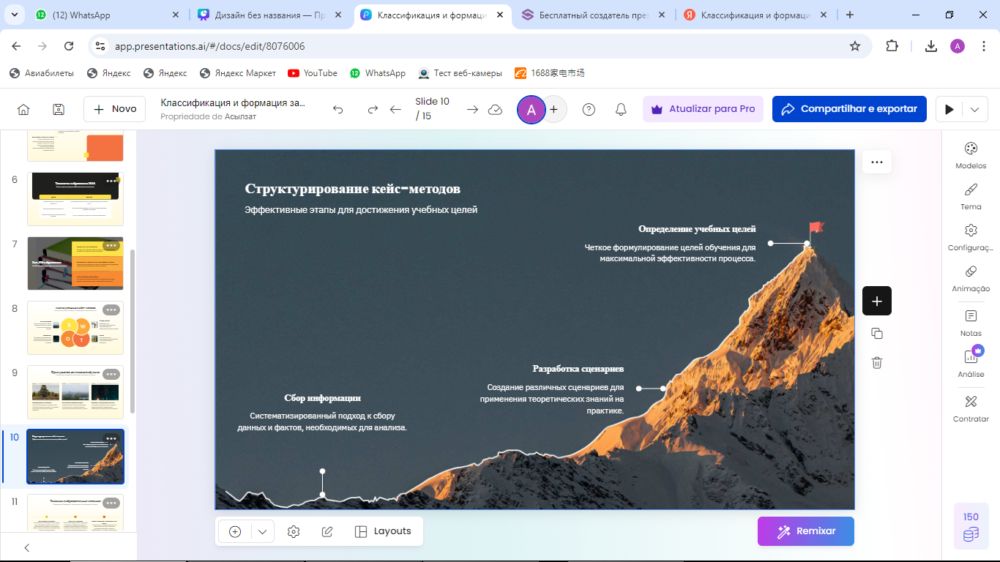 (12) WhatsApp
Дизайн без названия — Пр
Классификация и формаци
Бесплатный создатель през
Классификация и формаци
app.presentations.ai/#/docs/edit/8076006
A
Авиабилеты
Яндекс
Яндекс
Яндекс Маркет
YouTube
12
WhatsApp
Тест веб-камеры
1688家电市场
Novo
Классификация и формация за...
Propriedade de Асылзат
Slide 10
/ 15
A
Atualizar para Pro
Compartilhar e exportar
6
7
8
S
W
O
T
9
10
11
Структурирование кейс-методов
Эффективные этапы для достижения учебных целей
Определение учебных целей
Четкое формулирование целей обучения для
максимальной эффективности процесса.
Разработка сценариев
Создание различных сценариев для
применения теоретических знаний на
практике.
Сбор информации
Систематизированный подход к сбору
данных и фактов, необходимых для анализа.
Layouts
Remixar
Modelos
Tema
Configuraç...
Animação
Notas
Análise
Contratar
150